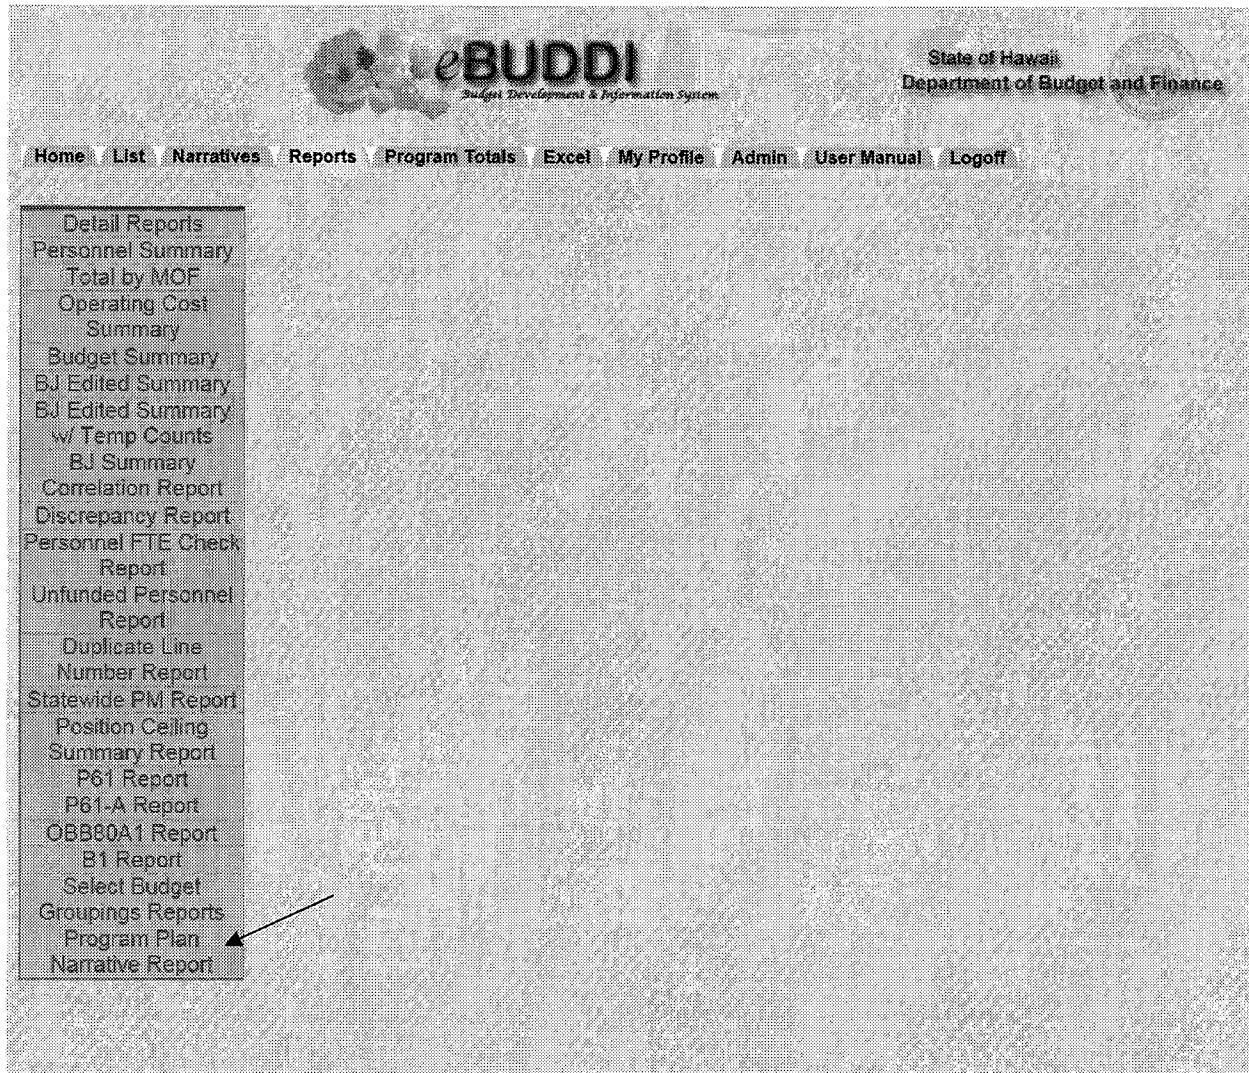 eBUDDI
Budget Development & Information System
State of Hawaii
Department of Budget and Finance
Home List Narratives Reports Program Totals Excel My Profile Admin User Manual Logoff
Detail Reports
Personnel Summary
Total by MOF
Operating Cost
Summary
Budget Summary
BJ Edited Summary
BJ Edited Summary
w/ Temp Counts
BJ Summary
Correlation Report
Discrepancy Report
Personnel FTE Check
Report
Unfunded Personnel
Report
Duplicate Line
Number Report
Statewide PM Report
Position Ceiling
Summary Report
P61 Report
P61-A Report
OBB80A1 Report
B1 Report
Select Budget
Groupings Reports
Program Plan
Narrative Report